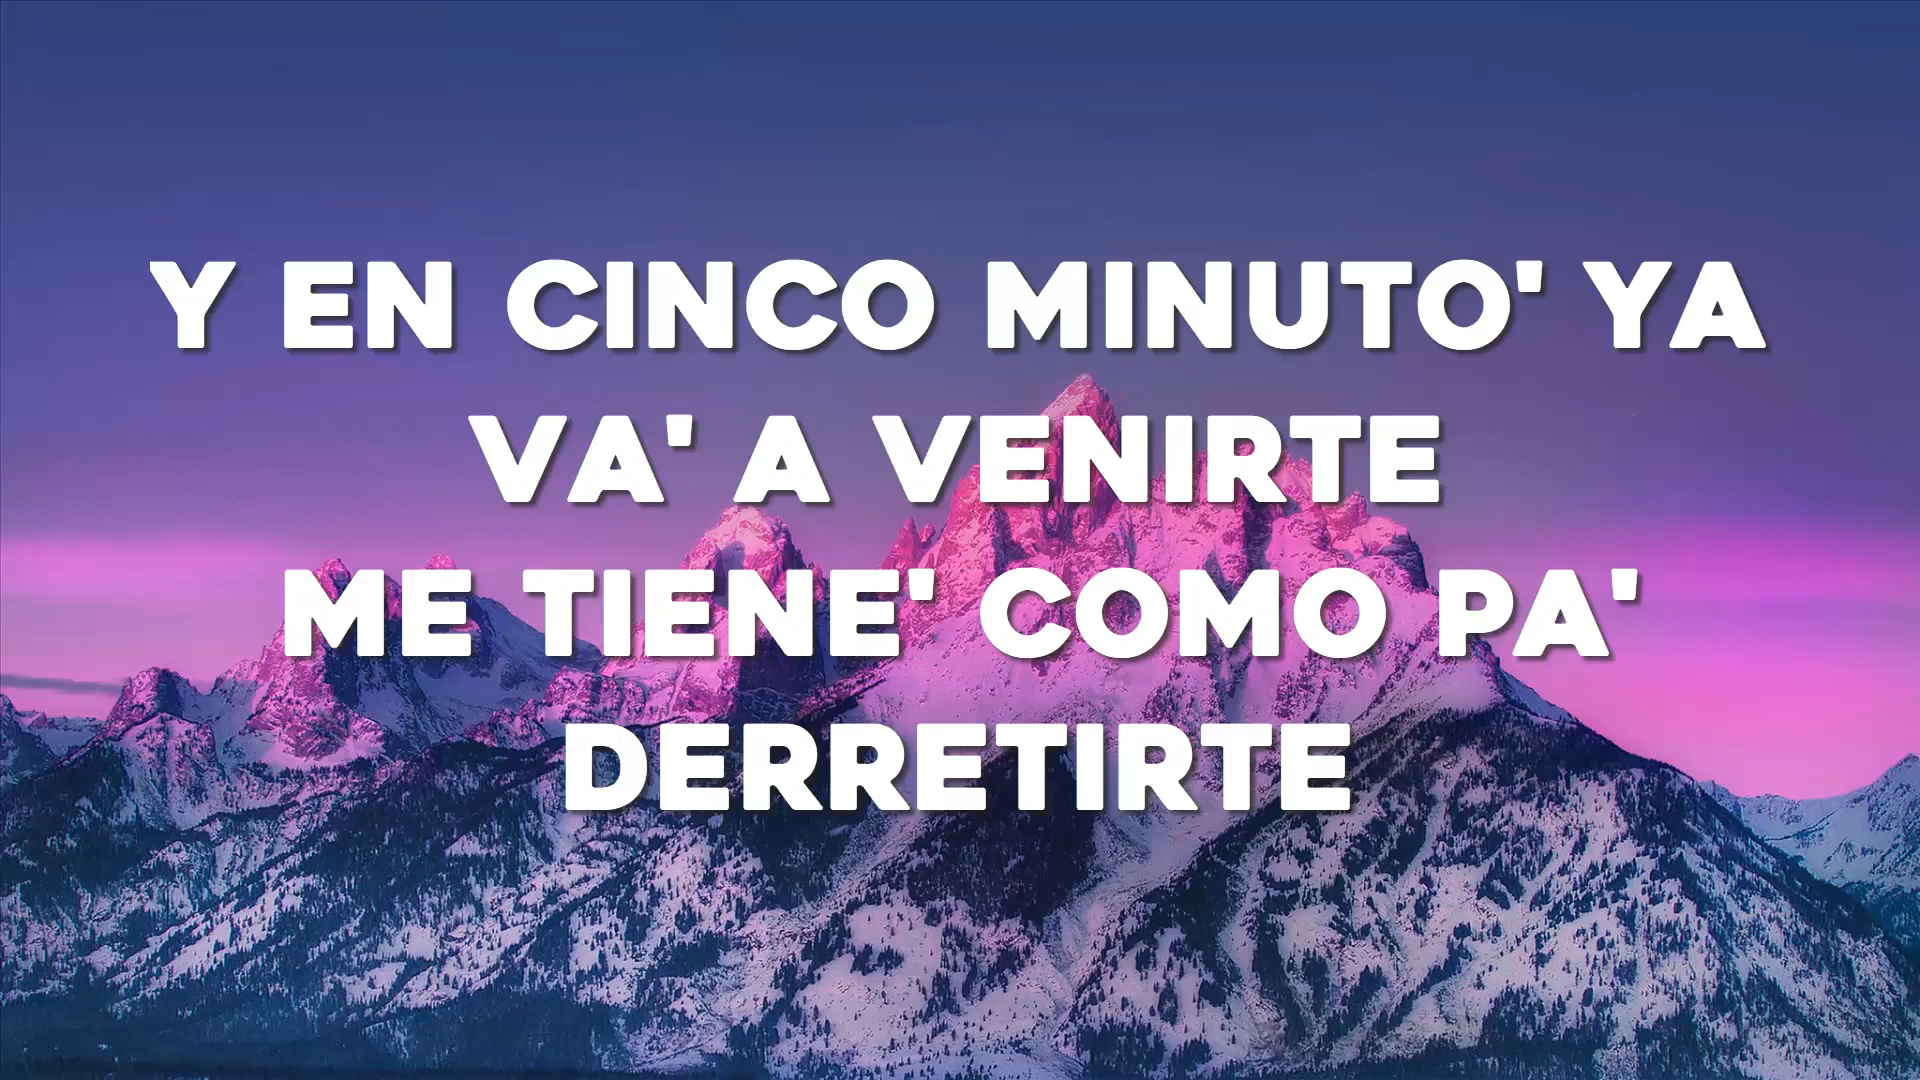 Y EN CINCO MINUTO' YA
VA' A VENIRTE
ME TIENE' COMO PA'
DERRETIRTE